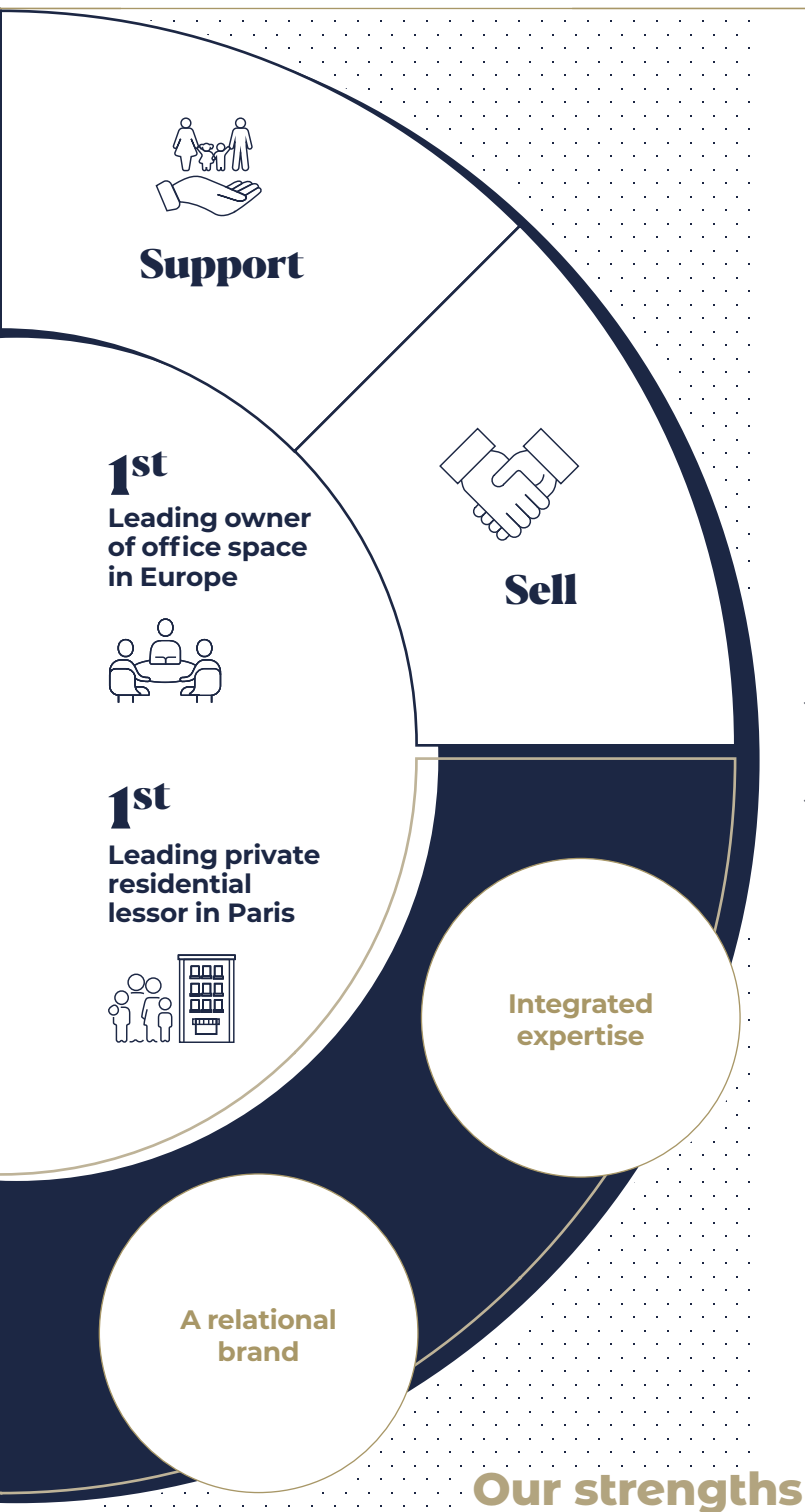 Support
Sell
1st
Leading owner
of office space
in Europe
1st
Leading private
residential
lessor in Paris
Integrated
expertise
A relational
brand
Our strengths